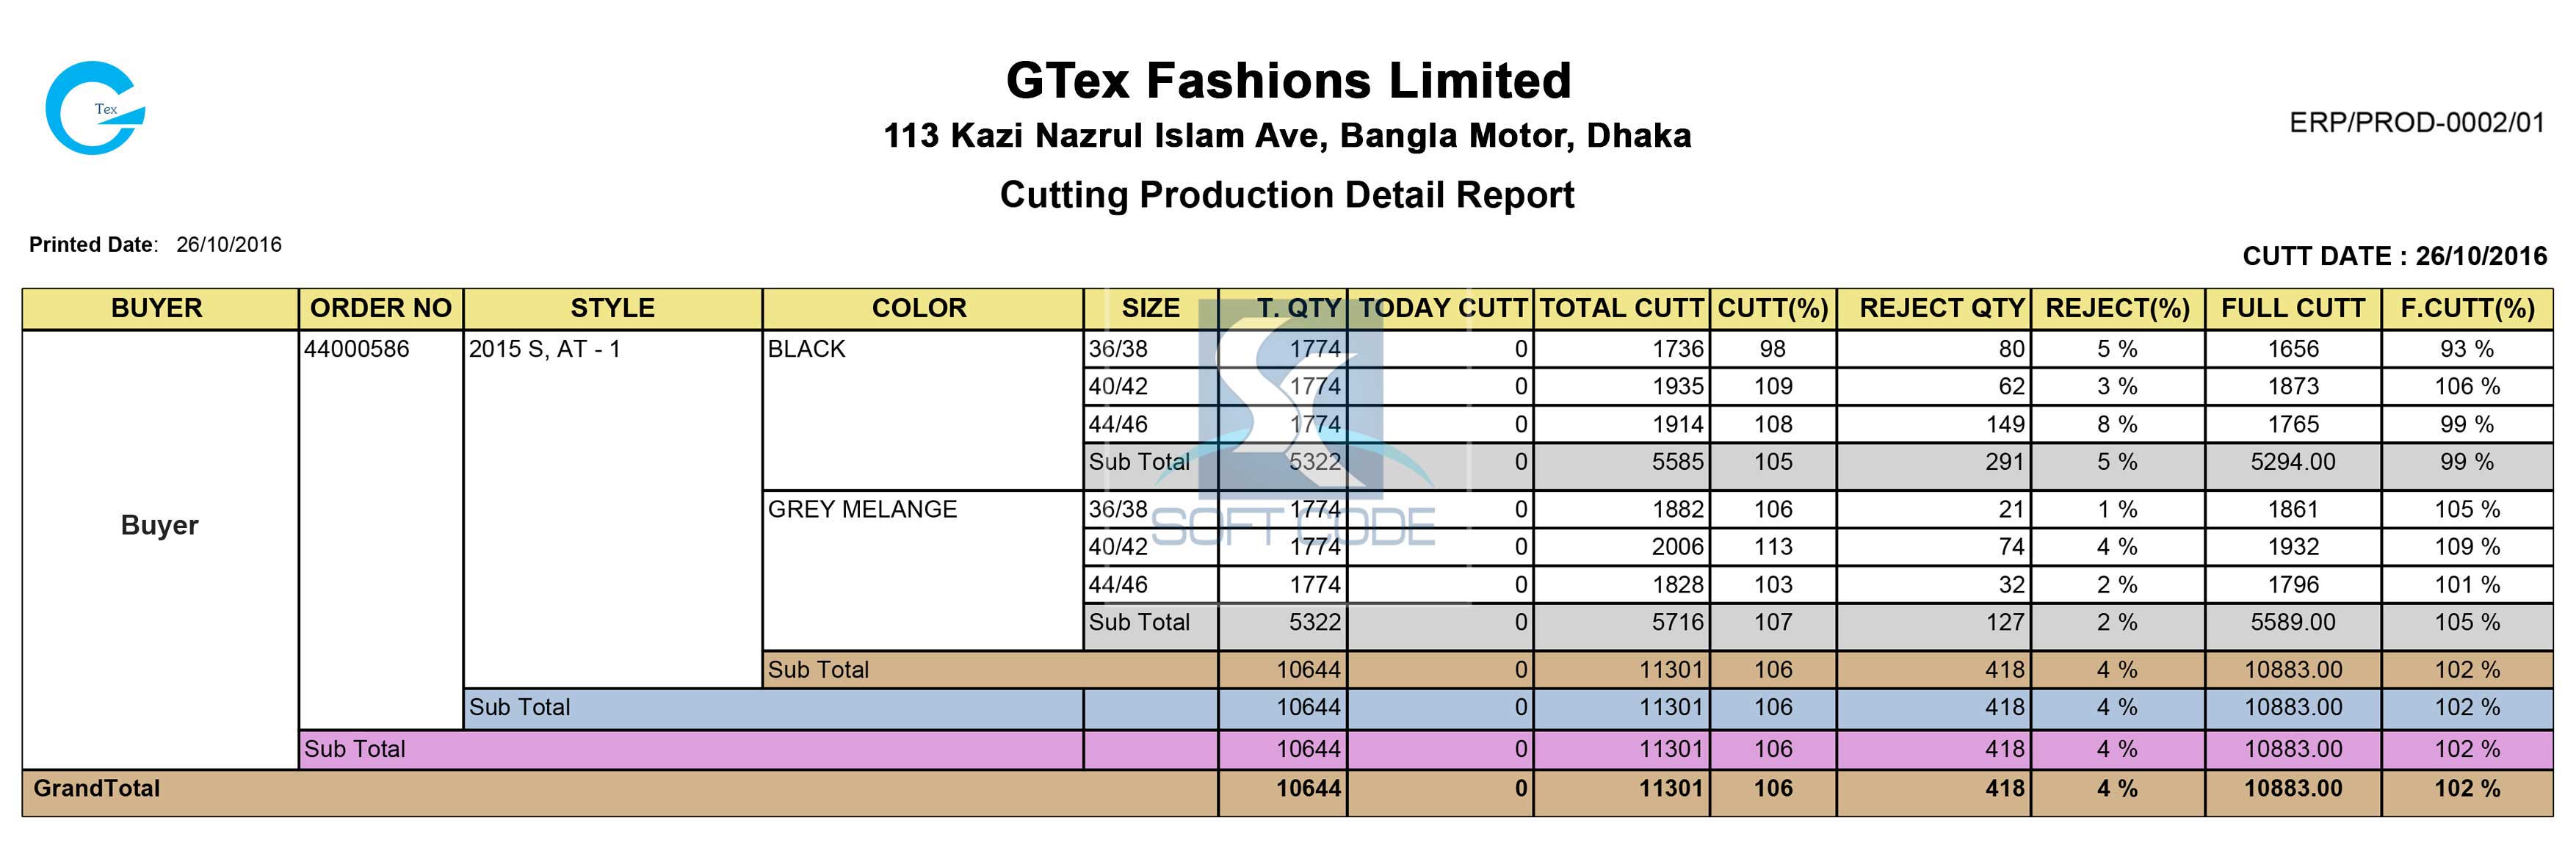 Tex
GTex Fashions Limited
113 Kazi Nazrul Islam Ave, Bangla Motor, Dhaka
ERP/PROD-0002/01
Cutting Production Detail Report
Printed Date: 26/10/2016
CUTT DATE : 26/10/2016
BUYER ORDER NO STYLE COLOR SIZE T. QTY TODAY CUTT TOTAL CUTT CUTT(%) REJECT QTY REJECT(%) FULL CUTT F.CUTT(%)
44000586 2015 S, AT - 1 BLACK 36/38 1774 0 1736 98 80 5 % 1656 93 %
40/42 1774 0 1935 109 62 3 % 1873 106 %
44/46 1774 0 1914 108 149 8 % 1765 99 %
Sub Total 5322 0 5585 105 291 5 % 5294.00 99 %
GREY MELANGE 36/38 1774 0 1882 106 21 1 % 1861 105 %
Buyer
SOFT CODE
40/42 1774 0 2006 113 74 4 % 1932 109 %
44/46 1774 0 1828 103 32 2 % 1796 101 %
Sub Total 5322 0 5716 107 127 2 % 5589.00 105 %
Sub Total 10644 0 11301 106 418 4 % 10883.00 102 %
Sub Total 10644 0 11301 106 418 4 % 10883.00 102 %
Sub Total 10644 0 11301 106 418 4 % 10883.00 102 %
GrandTotal 10644 0 11301 106 418 4 % 10883.00 102 %